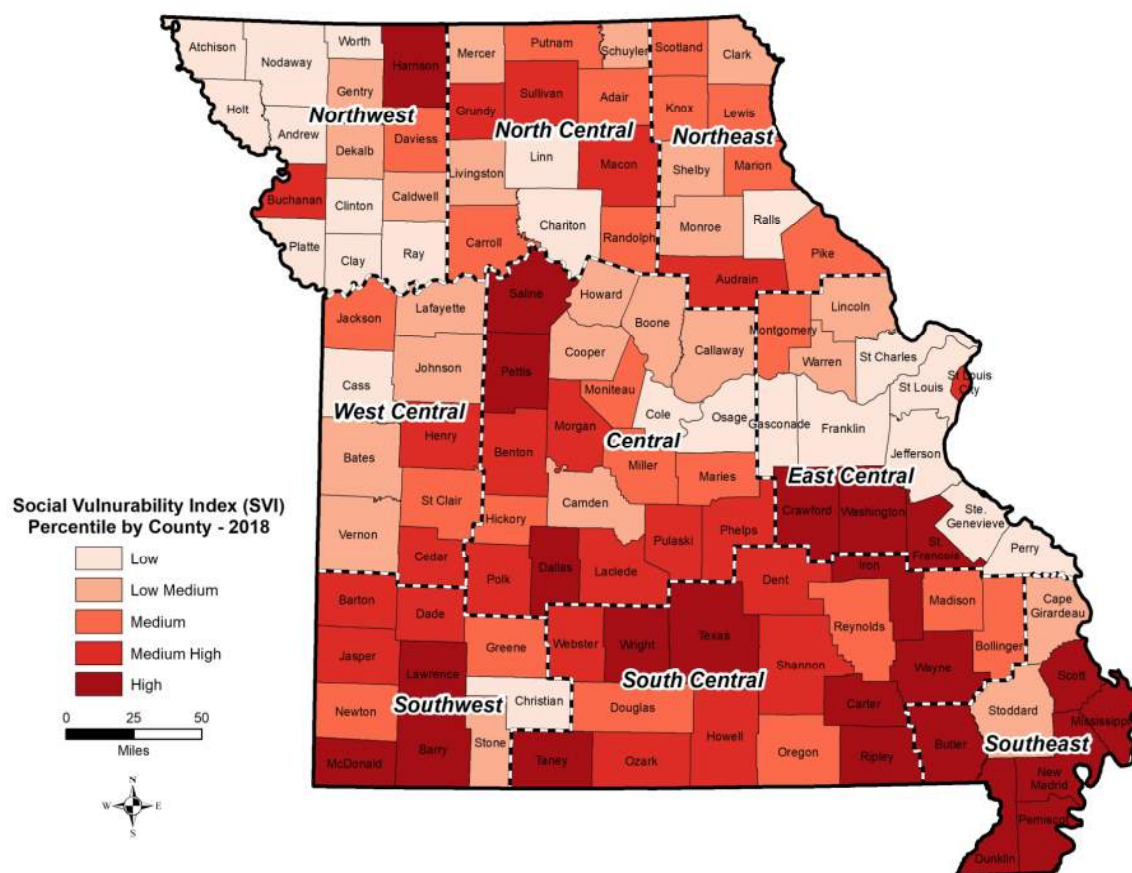 Atchison
Nodaway
Worth
Harrison
Mercer
Putnam
Schuyler
Scotland
Clark
Gentry
Holt
Andrew
Northwest
Grundy
Sullivan
Adair
Knox
Lewis
Dekalb
Daviess
North Central
Northeast
Linn
Macon
Shelby
Marion
Buchanan
Clinton
Caldwell
Livingston
Chariton
Randolph
Monroe
Ralls
Platte
Clay
Ray
Carroll
Audrain
Pike
Saline
Howard
Boone
Jackson
Lafayette
Callaway
Montgomery
Lincoln
Warren
St Charles
Cooper
Johnson
Cass
Pettis
Moniteau
St Louis
St Louis
City
West Central
Cole
Osage
Gasconade
Franklin
Henry
Morgan
Central
Jefferson
Bates
Benton
Miller
Maries
East Central
St Clair
Camden
Crawford
Washington
Ste.
Genevieve
Vernon
Hickory
Phelps
St.
Francois
Perry
Cedar
Polk
Dallas
Laclede
Pulaski
Dent
Iron
Barton
Dade
Madison
Cape
Girardeau
Reynolds
Bollinger
Jasper
Greene
Webster
Wright
Texas
Shannon
Wayne
Lawrence
South Central
Scott
Newton
Southwest
Christian
Douglas
Carter
Stoddard
Mississippi
Howell
Southeast
McDonald
Barry
Stone
Taney
Ozark
Oregon
Ripley
Butler
New
Madrid
Pemiscot
Dunklin
Social Vulnurability Index (SVI)
Percentile by County - 2018
Low
Low Medium
Medium
Medium High
High
0 25 50
Miles
N
W E
S